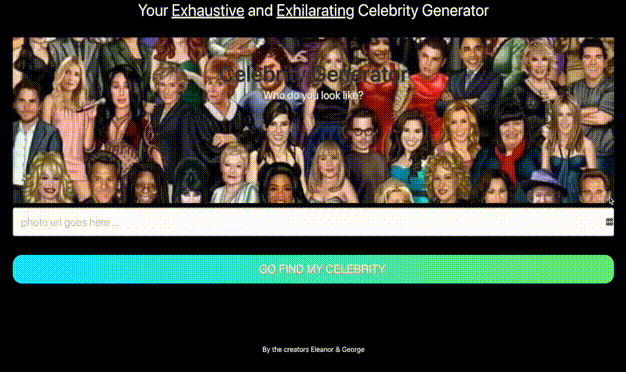 Your Exhaustive and Exhilarating Celebrity Generator
Celebrity Generator
Who do you look like?
photo url goes here ...
GO FIND MY CELEBRITY
By the creators Eleanor & George